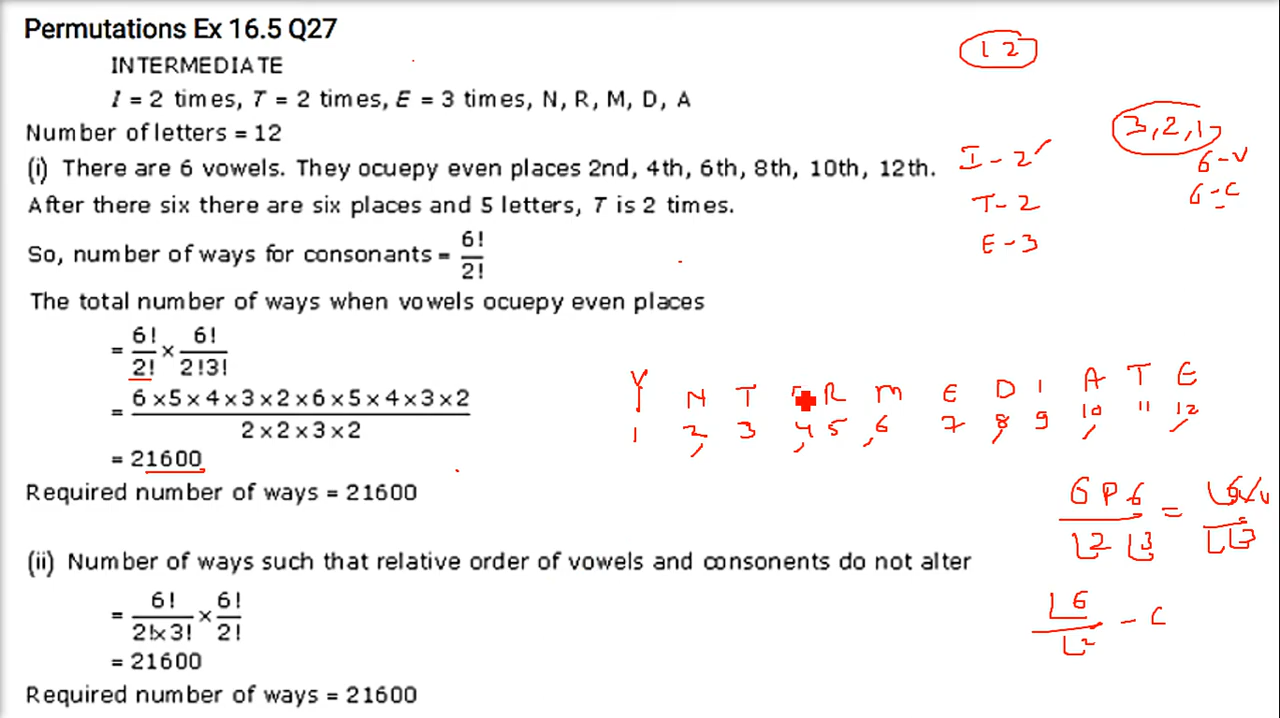 Permutations Ex 16.5 Q27
INTERMEDIATE
I = 2 times, T = 2 times, E = 3 times, N, R, M, D, A
Number of letters = 12
(i) There are 6 vowels. They ocuepy even places 2nd, 4th, 6th, 8th, 10th, 12th.
After there six there are six places and 5 letters, T is 2 times.
So, number of ways for consonants = 6!/2!
The total number of ways when vowels ocuepy even places
= 6!/2! × 6!/2!3!
= 6×5×4×3×2×6×5×4×3×2 / 2×2×3×2
= 21600
Required number of ways = 21600
(ii) Number of ways such that relative order of vowels and consonents do not alter
= 6!/2!×3! × 6!/2!
= 21600
Required number of ways = 21600
12
3, 2, 1
6-V
6-C
I-2
T-2
E-3
N T R M E D I A T E
1 2, 3 4, 5 6, 7 8, 9 10, 11 12,
6P6 / L2 L3 =
L6 / L2 - C